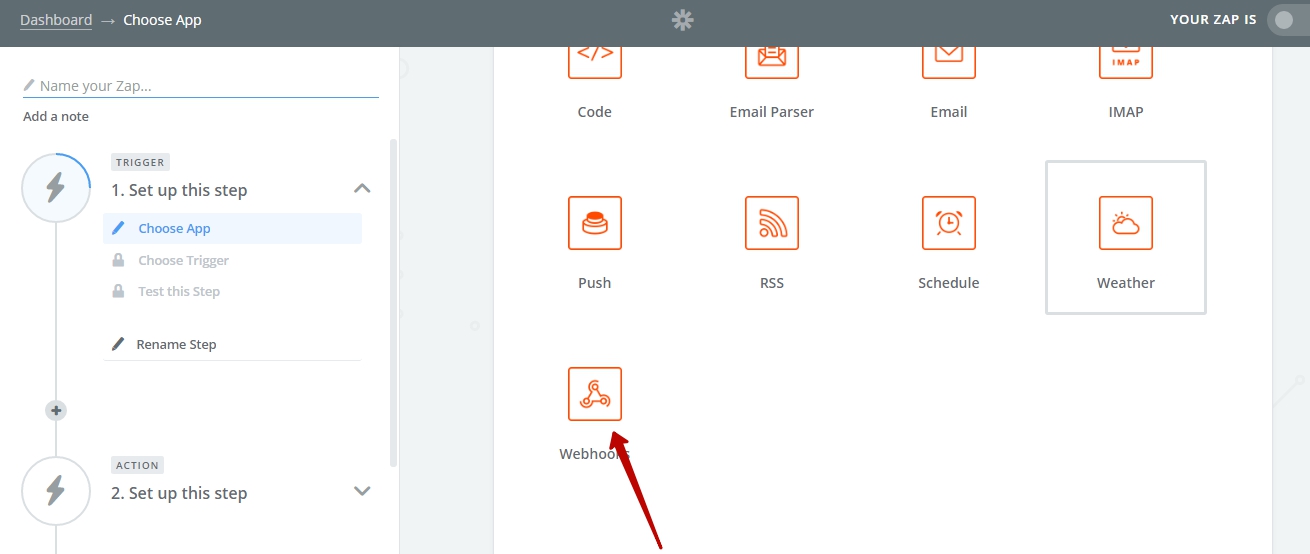 Dashboard → Choose App
YOUR ZAP IS
Name your Zap...
Add a note
TRIGGER
1. Set up this step
Choose App
Choose Trigger
Test this Step
Rename Step
ACTION
2. Set up this step
Code
Email Parser
Email
IMAP
IMAP
Push
RSS
Schedule
Weather
Webhooks